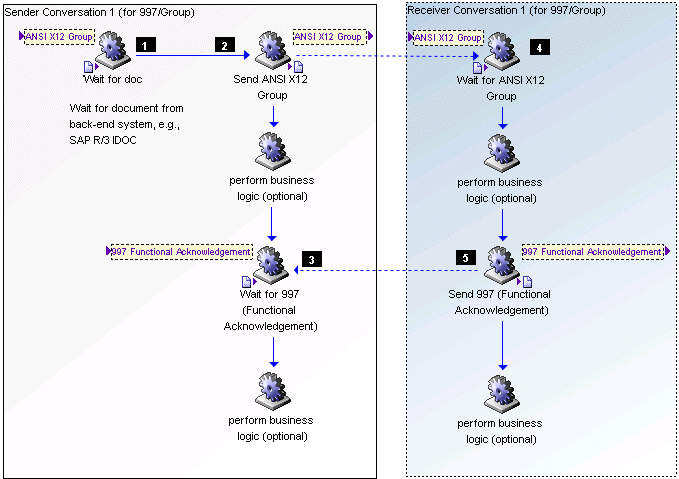 Sender Conversation 1 (for 997/Group)
ANSI X12 Group
1
2
ANSI X12 Group
Wait for doc
Send ANSI X12
Group
Wait for document from
back-end system, e.g.,
SAP R/3 IDOC
perform business
logic (optional)
997 Functional Acknowledgement
3
Wait for 997
(Functional
Acknowledgement)
perform business
logic (optional)
Receiver Conversation 1 (for 997/Group)
ANSI X12 Group
4
Wait for ANSI X12
Group
perform business
logic (optional)
5
997 Functional Acknowledgement
Send 997 (Functional
Acknowledgement)
perform business
logic (optional)